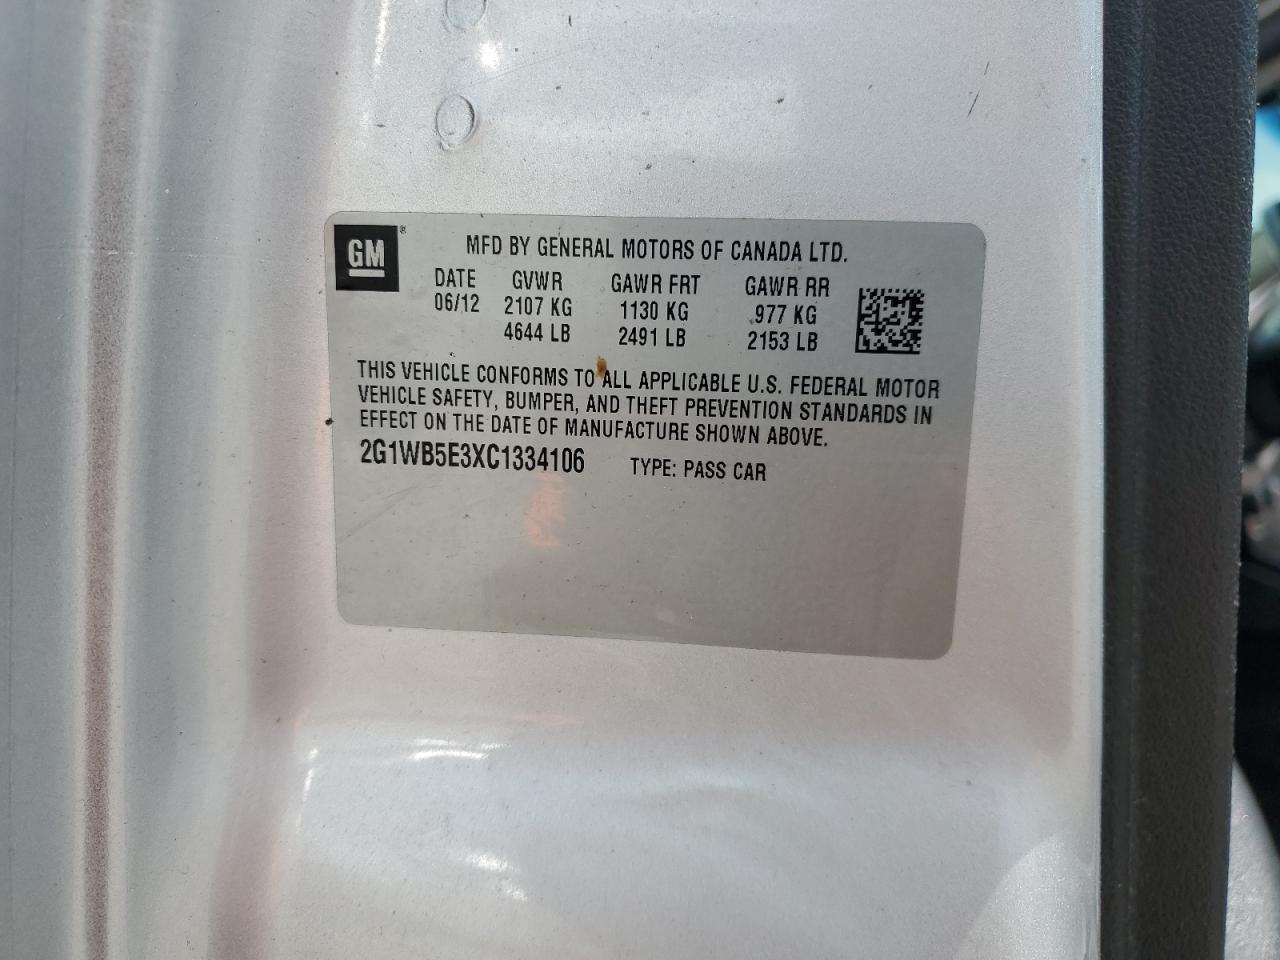 GM®
MFD BY GENERAL MOTORS OF CANADA LTD.
DATE GVWR GAWR FRT GAWR RR
06/12 2107 KG 1130 KG 977 KG
4644 LB 2491 LB 2153 LB
THIS VEHICLE CONFORMS TO ALL APPLICABLE U.S. FEDERAL MOTOR
VEHICLE SAFETY, BUMPER, AND THEFT PREVENTION STANDARDS IN
EFFECT ON THE DATE OF MANUFACTURE SHOWN ABOVE.
2G1WB5E3XC1334106 TYPE: PASS CAR